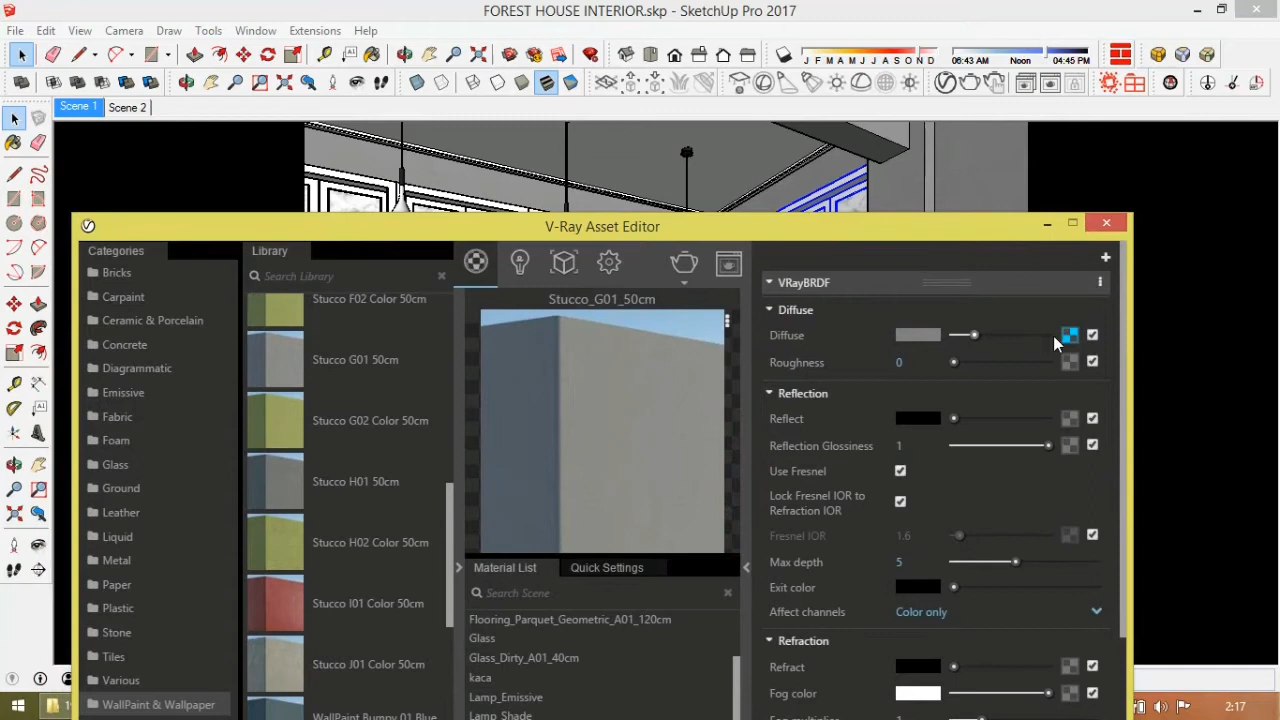 FOREST HOUSE INTERIOR.skp - SketchUp Pro 2017
File Edit View Camera Draw Tools Window Extensions Help
J F M A M J J A S O N D
06:43 AM Noon 04:45 PM
Scene 1 Scene 2
V-Ray Asset Editor
Categories
Bricks
Carpaint
Ceramic & Porcelain
Concrete
Diagrammatic
Emissive
Fabric
Foam
Glass
Ground
Leather
Liquid
Metal
Paper
Plastic
Stone
Tiles
Various
WallPaint & Wallpaper
Library
Search Library
Stucco F02 Color 50cm
Stucco G01 50cm
Stucco G02 Color 50cm
Stucco H01 50cm
Stucco H02 Color 50cm
Stucco I01 Color 50cm
Stucco J01 Color 50cm
WallPaint Bumpy 01 Blue
Stucco_G01_50cm
Material List Quick Settings
Search Scene
Flooring_Parquet_Geometric_A01_120cm
Glass
Glass_Dirty_A01_40cm
kaca
Lamp_Emissive
Lamp_Shade
VRayBRDF
Diffuse
Diffuse
Roughness 0
Reflection
Reflect
Reflection Glossiness 1
Use Fresnel
Lock Fresnel IOR to
Refraction IOR
Fresnel IOR 1.6
Max depth 5
Exit color
Affect channels Color only
Refraction
Refract
Fog color
Fog multiplier 1
2:17